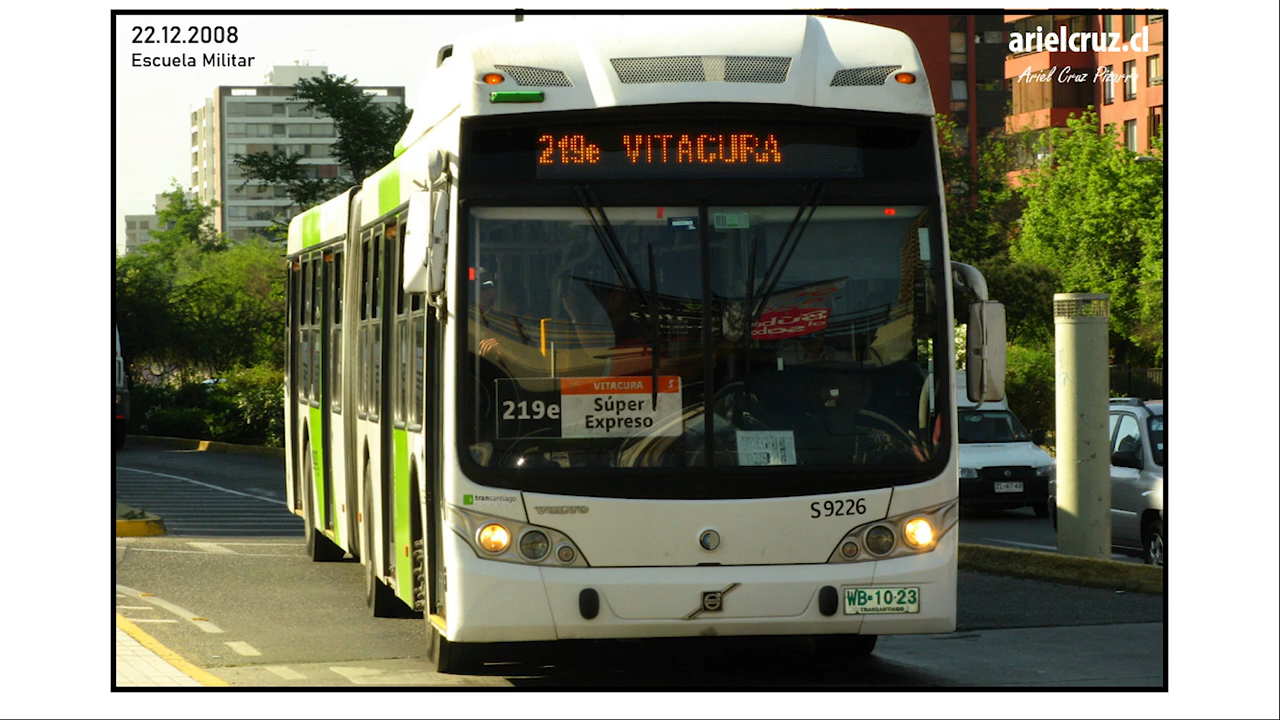 22.12.2008
Escuela Militar
arielcruz.cl
Ariel Cruz Pizarro
219e VITACURA
219e
VITACURA S
Súper
Expreso
transantiago
VOLVO
S9226
WB·10·23
TRANSANTIAGO